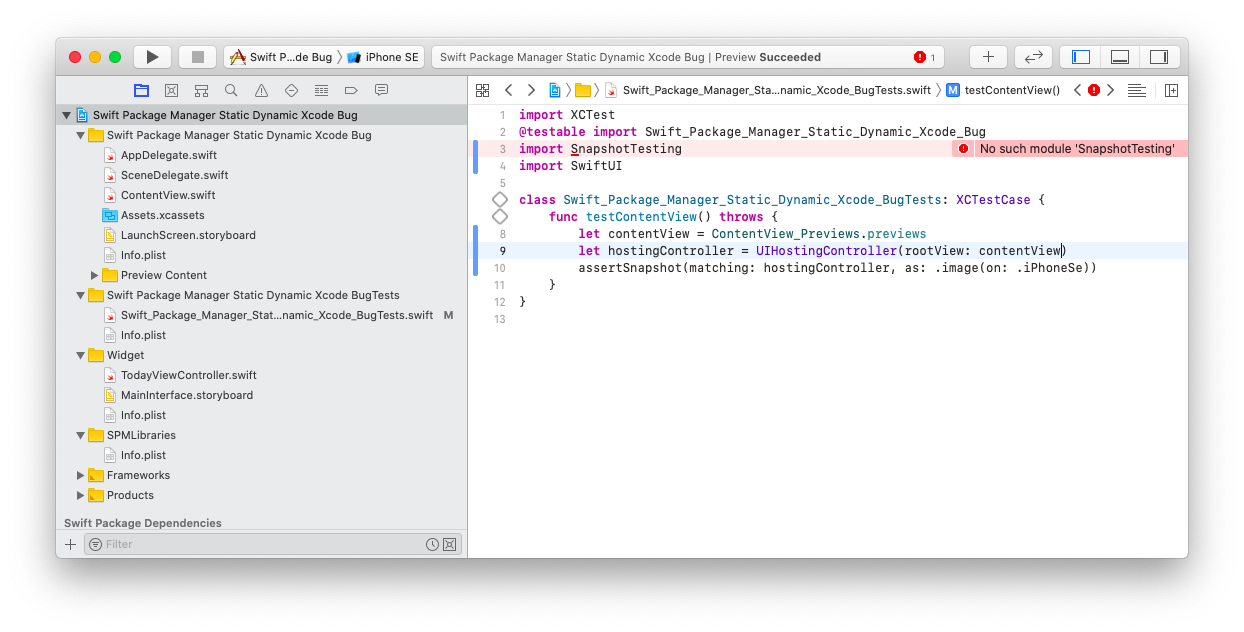 Swift P...de Bug 〉 iPhone SE
Swift Package Manager Static Dynamic Xcode Bug | Preview Succeeded
1
Swift Package Manager Static Dynamic Xcode Bug
Swift Package Manager Static Dynamic Xcode Bug
AppDelegate.swift
SceneDelegate.swift
ContentView.swift
Assets.xcassets
LaunchScreen.storyboard
Info.plist
Preview Content
Swift Package Manager Static Dynamic Xcode BugTests
Swift_Package_Manager_Stat...namic_Xcode_BugTests.swift M
Info.plist
Widget
TodayViewController.swift
MainInterface.storyboard
Info.plist
SPMLibraries
Info.plist
Frameworks
Products
Swift Package Dependencies
Filter
Swift_Package_Manager_Sta...namic_Xcode_BugTests.swift 〉 M testContentView()
1 import XCTest
2 @testable import Swift_Package_Manager_Static_Dynamic_Xcode_Bug
3 import SnapshotTesting No such module 'SnapshotTesting'
4 import SwiftUI
5
class Swift_Package_Manager_Static_Dynamic_Xcode_BugTests: XCTestCase {
func testContentView() throws {
8 let contentView = ContentView_Previews.previews
9 let hostingController = UIHostingController(rootView: contentView)
10 assertSnapshot(matching: hostingController, as: .image(on: .iPhoneSe))
11 }
12 }
13